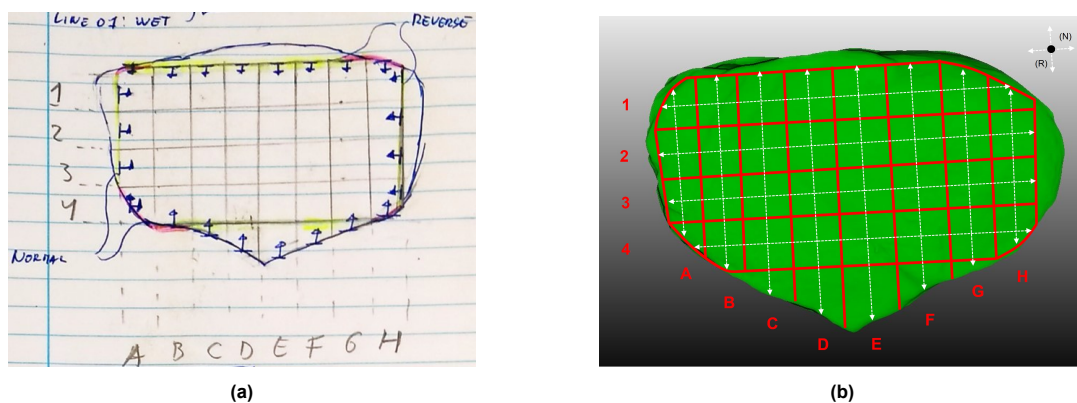 LINE 01: WET
REVERSE
1
2
3
4
NORMAL
A B C D E F G H
(a)
(N)
(R)
1
2
3
4
A
B
C
D
E
F
G
H
(b)